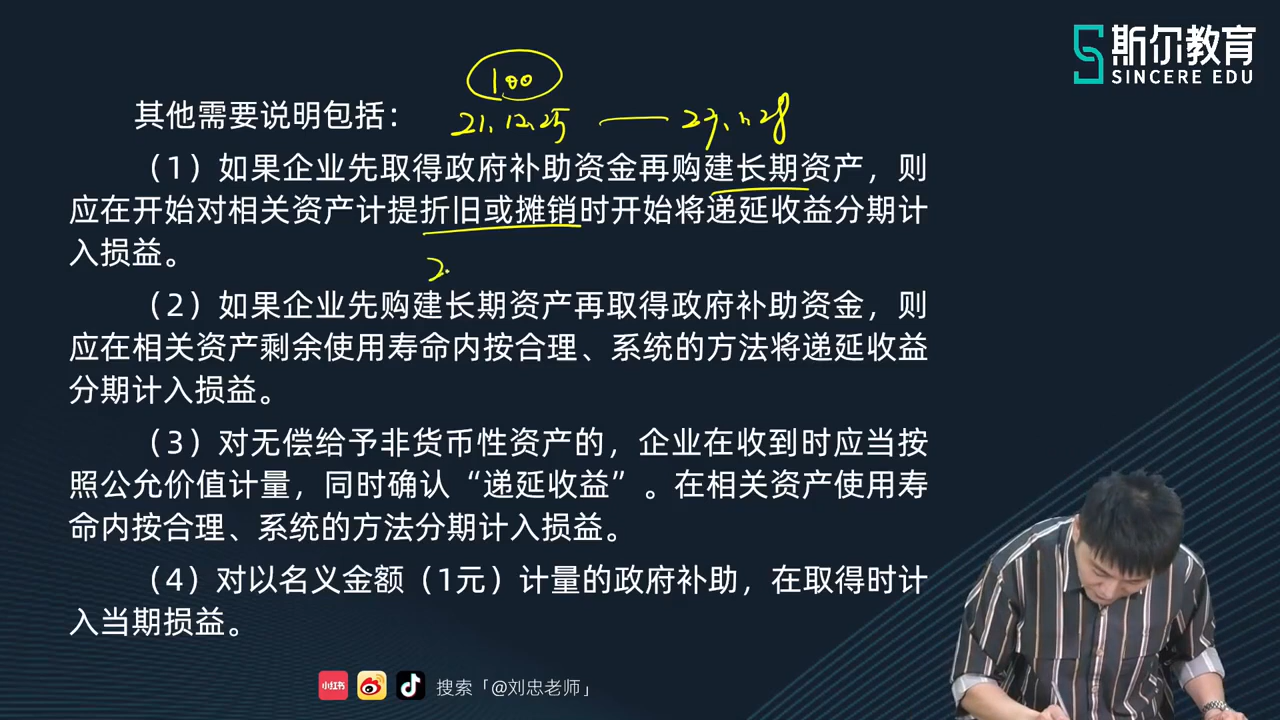 斯尔教育
SINCERE EDU
100
21.12.25 —— 23.1.28
其他需要说明包括：
（1）如果企业先取得政府补助资金再购建长期资产，则
应在开始对相关资产计提折旧或摊销时开始将递延收益分期计
入损益。
2.
（2）如果企业先购建长期资产再取得政府补助资金，则
应在相关资产剩余使用寿命内按合理、系统的方法将递延收益
分期计入损益。
（3）对无偿给予非货币性资产的，企业在收到时应当按
照公允价值计量，同时确认“递延收益”。在相关资产使用寿
命内按合理、系统的方法分期计入损益。
（4）对以名义金额（1元）计量的政府补助，在取得时计
入当期损益。
小红书 搜索「@刘忠老师」